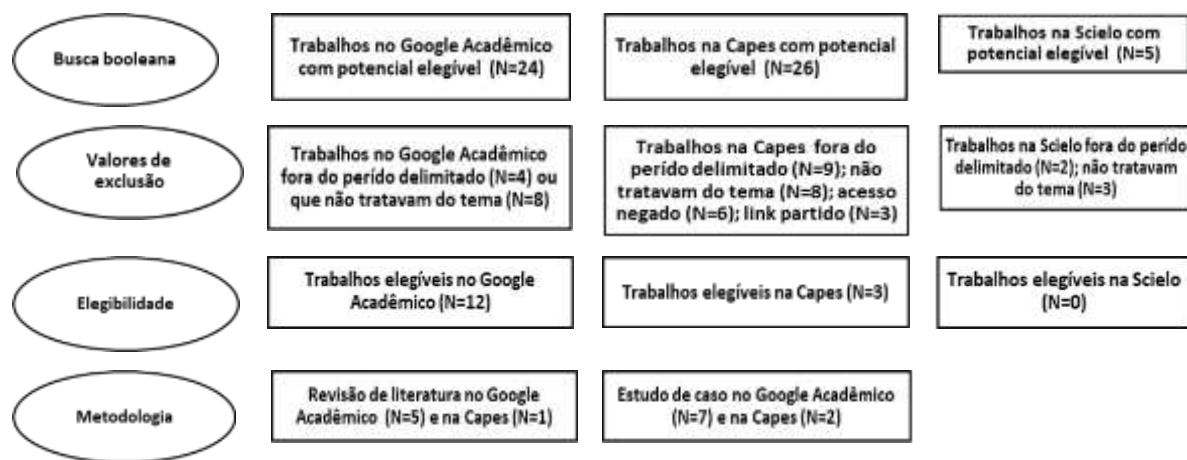 Busca booleana
Trabalhos no Google Acadêmico
com potencial elegível (N=24)
Trabalhos na Capes com potencial
elegível (N=26)
Trabalhos na Scielo com
potencial elegível (N=5)
Valores de
exclusão
Trabalhos no Google Acadêmico
fora do perído delimitado (N=4) ou
que não tratavam do tema (N=8)
Trabalhos na Capes fora do
perído delimitado (N=9); não
tratavam do tema (N=8); acesso
negado (N=6); link partido (N=3)
Trabalhos na Scielo fora do perído
delimitado (N=2); não tratavam
do tema (N=3)
Elegibilidade
Trabalhos elegíveis no Google
Acadêmico (N=12)
Trabalhos elegíveis na Capes (N=3)
Trabalhos elegíveis na Scielo
(N=0)
Metodologia
Revisão de literatura no Google
Acadêmico (N=5) e na Capes (N=1)
Estudo de caso no Google Acadêmico
(N=7) e na Capes (N=2)